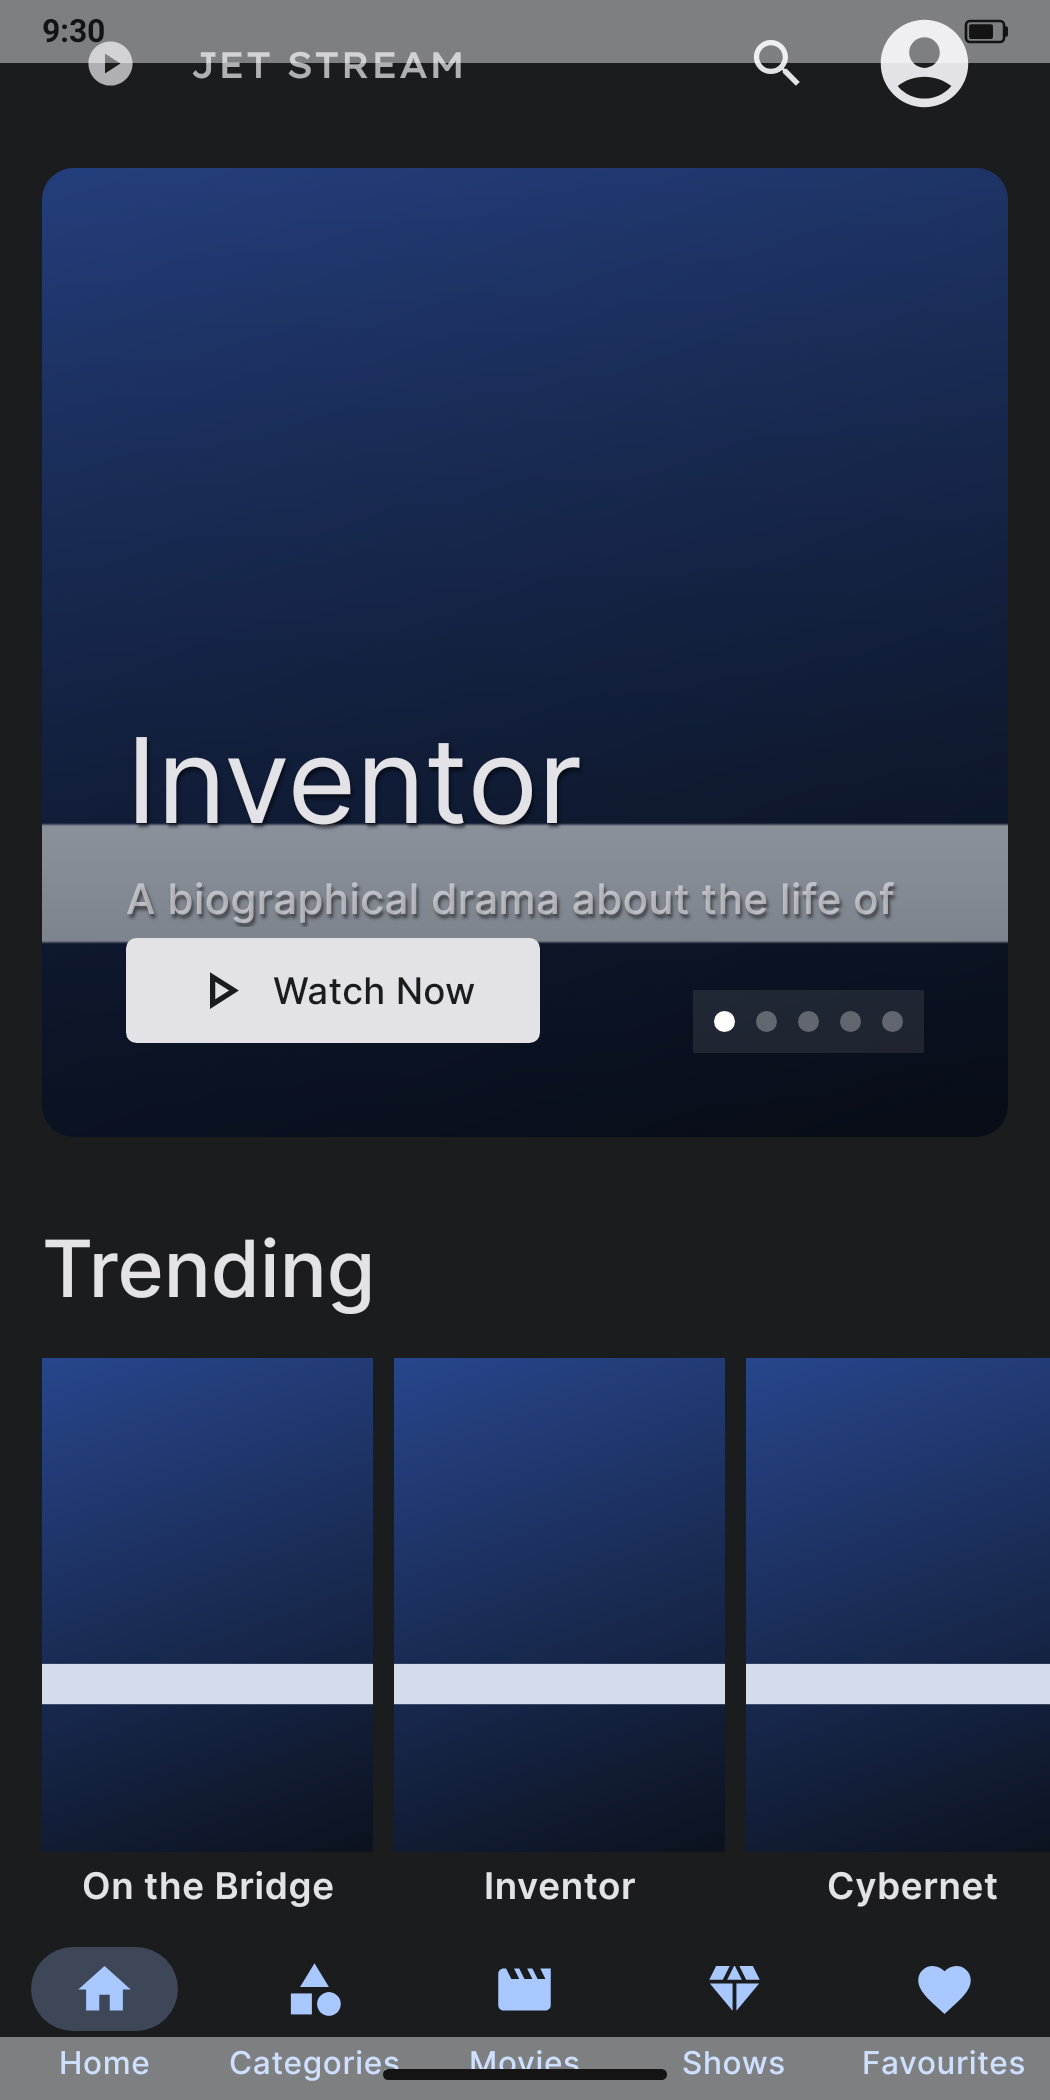 9:30
JET STREAM
Inventor
A biographical drama about the life of
Watch Now
Trending
On the Bridge
Inventor
Cybernet
Home
Categories
Movies
Shows
Favourites